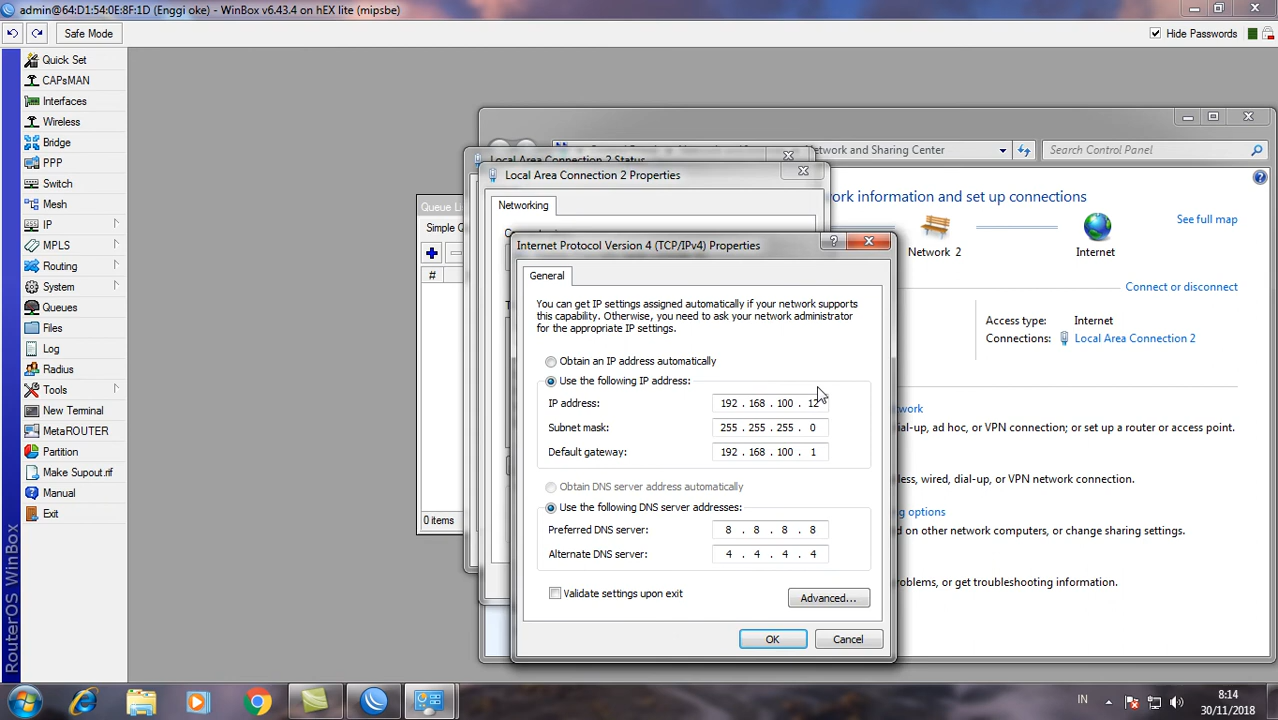 admin@64:D1:54:0E:8F:1D (Enggi oke) - WinBox v6.43.4 on hEX lite (mipsbe)
Safe Mode
Hide Passwords
Quick Set
CAPsMAN
Interfaces
Wireless
Bridge
PPP
Switch
Mesh
IP
MPLS
Routing
System
Queues
Files
Log
Radius
Tools
New Terminal
MetaROUTER
Partition
Make Supout.rif
Manual
Exit
RouterOS WinBox
Queue Li
Simple Q
#
0 items
Network and Sharing Center
Search Control Panel
work information and set up connections
See full map
Network 2
Internet
Connect or disconnect
Access type: Internet
Connections: Local Area Connection 2
work
-up, ad hoc, or VPN connection; or set up a router or access point.
less, wired, dial-up, or VPN network connection.
ng options
d on other network computers, or change sharing settings.
roblems, or get troubleshooting information.
Local Area Connection 2 Status
Local Area Connection 2 Properties
Networking
Internet Protocol Version 4 (TCP/IPv4) Properties
General
You can get IP settings assigned automatically if your network supports
this capability. Otherwise, you need to ask your network administrator
for the appropriate IP settings.
Obtain an IP address automatically
Use the following IP address:
IP address: 192 . 168 . 100 . 12
Subnet mask: 255 . 255 . 255 . 0
Default gateway: 192 . 168 . 100 . 1
Obtain DNS server address automatically
Use the following DNS server addresses:
Preferred DNS server: 8 . 8 . 8 . 8
Alternate DNS server: 4 . 4 . 4 . 4
Validate settings upon exit
Advanced...
OK
Cancel
IN
8:14
30/11/2018